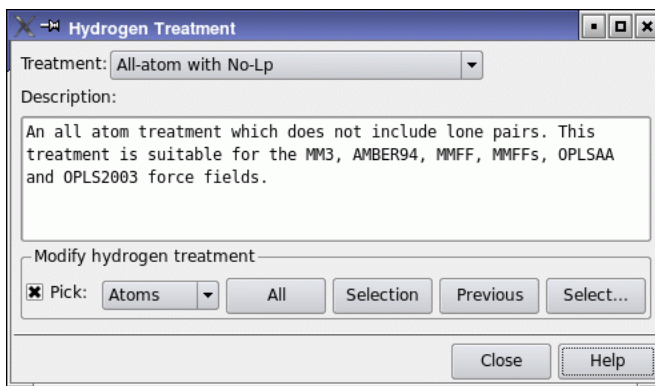 Hydrogen Treatment
Treatment: All-atom with No-Lp
Description:
An all atom treatment which does not include lone pairs. This
treatment is suitable for the MM3, AMBER94, MMFF, MMFFs, OPLSAA
and OPLS2003 force fields.
Modify hydrogen treatment
Pick: Atoms All Selection Previous Select...
Close Help